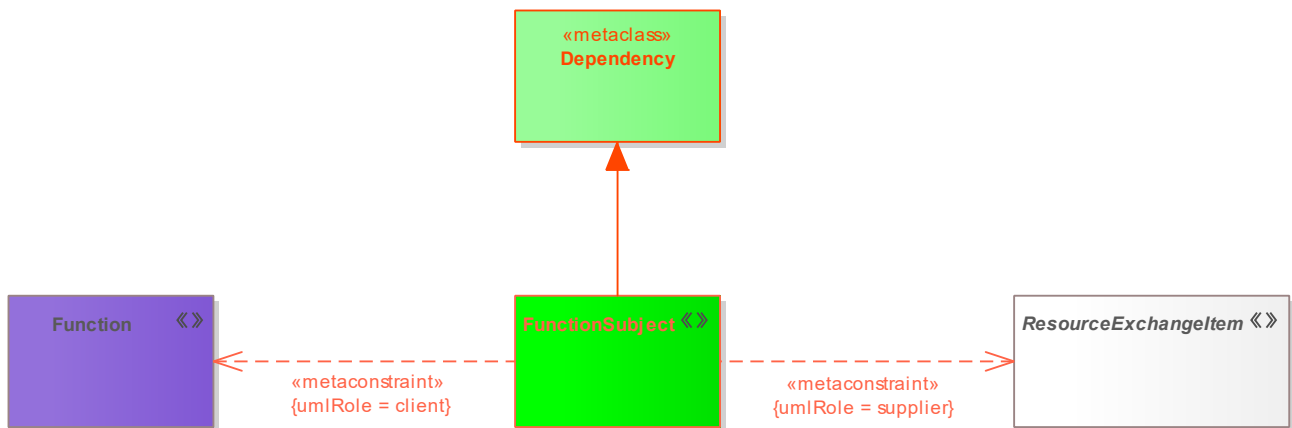 «metaclass»
Dependency
Function «»
FunctionSubject «»
ResourceExchangeItem «»
«metaconstraint»
{umlRole = client}
«metaconstraint»
{umlRole = supplier}